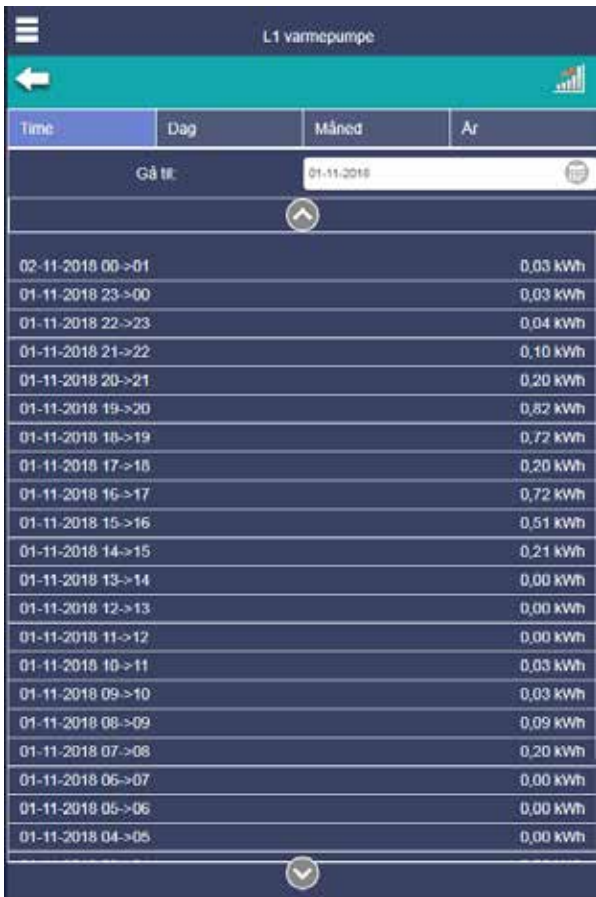 L1 varmepumpe
Time Dag Måned År
Gå til: 01-11-2018
02-11-2018 00->01 0,03 kWh
01-11-2018 23->00 0,03 kWh
01-11-2018 22->23 0,04 kWh
01-11-2018 21->22 0,10 kWh
01-11-2018 20->21 0,20 kWh
01-11-2018 19->20 0,82 kWh
01-11-2018 18->19 0,72 kWh
01-11-2018 17->18 0,20 kWh
01-11-2018 16->17 0,72 kWh
01-11-2018 15->16 0,51 kWh
01-11-2018 14->15 0,21 kWh
01-11-2018 13->14 0,00 kWh
01-11-2018 12->13 0,00 kWh
01-11-2018 11->12 0,00 kWh
01-11-2018 10->11 0,03 kWh
01-11-2018 09->10 0,03 kWh
01-11-2018 08->09 0,09 kWh
01-11-2018 07->08 0,20 kWh
01-11-2018 06->07 0,00 kWh
01-11-2018 05->06 0,00 kWh
01-11-2018 04->05 0,00 kWh